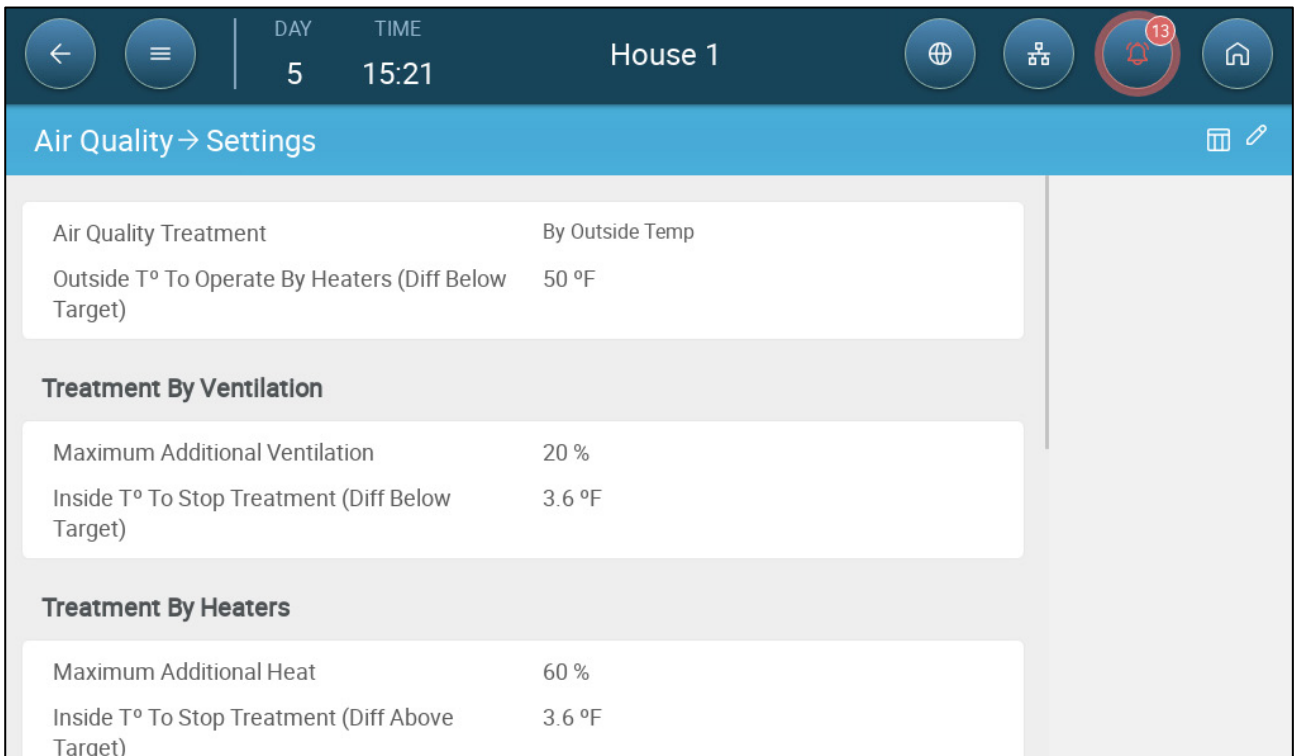 DAY TIME
5 15:21
House 1
13
Air Quality → Settings
Air Quality Treatment By Outside Temp
Outside Tº To Operate By Heaters (Diff Below 50 ºF
Target)
Treatment By Ventilation
Maximum Additional Ventilation 20 %
Inside Tº To Stop Treatment (Diff Below 3.6 ºF
Target)
Treatment By Heaters
Maximum Additional Heat 60 %
Inside Tº To Stop Treatment (Diff Above 3.6 ºF
Target)